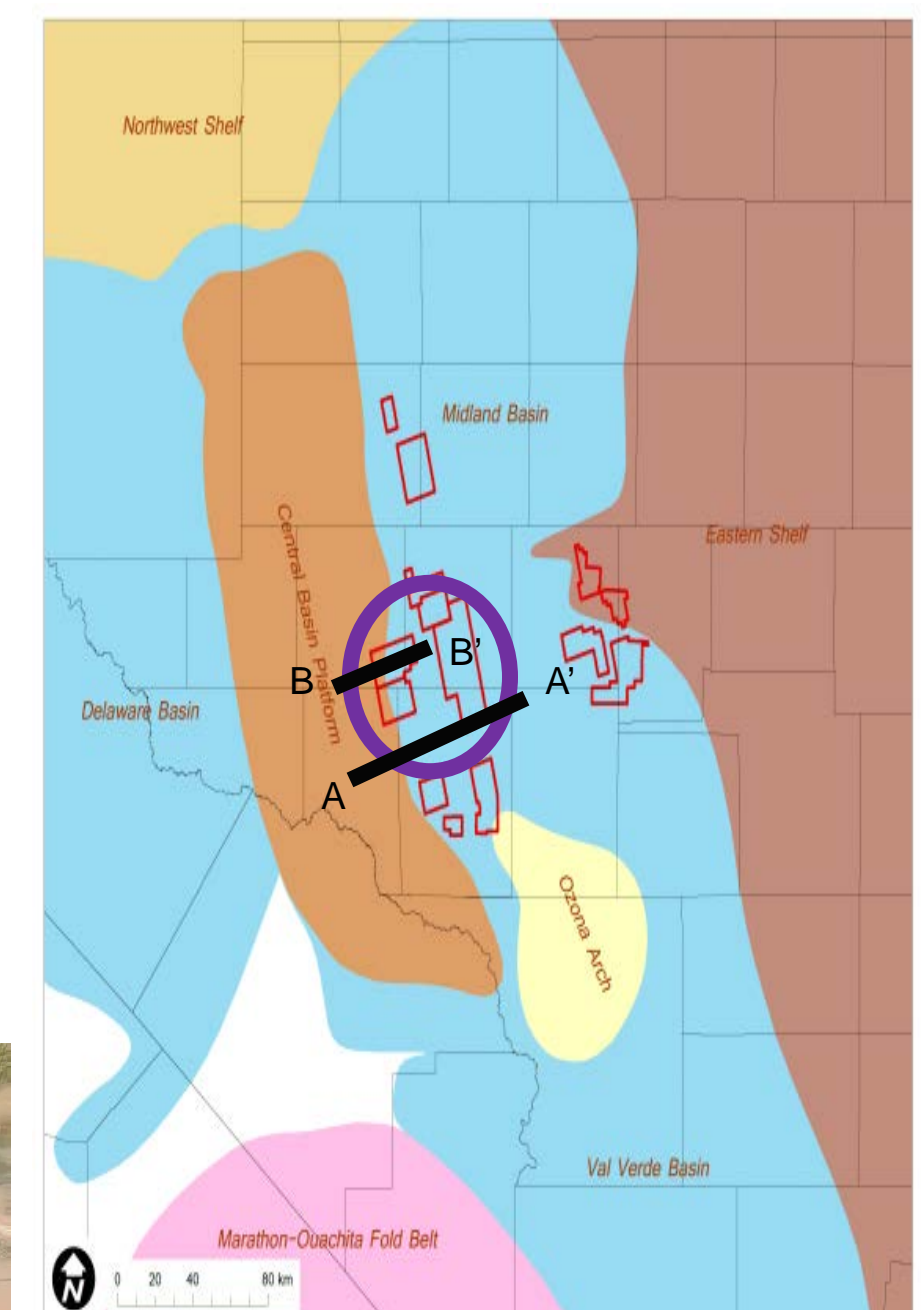 Northwest Shelf
Midland Basin
Eastern Shelf
Central Basin Platform
B
B'
A'
Delaware Basin
A
Ozona Arch
Val Verde Basin
Marathon-Ouachita Fold Belt
N
0 20 40 80 km